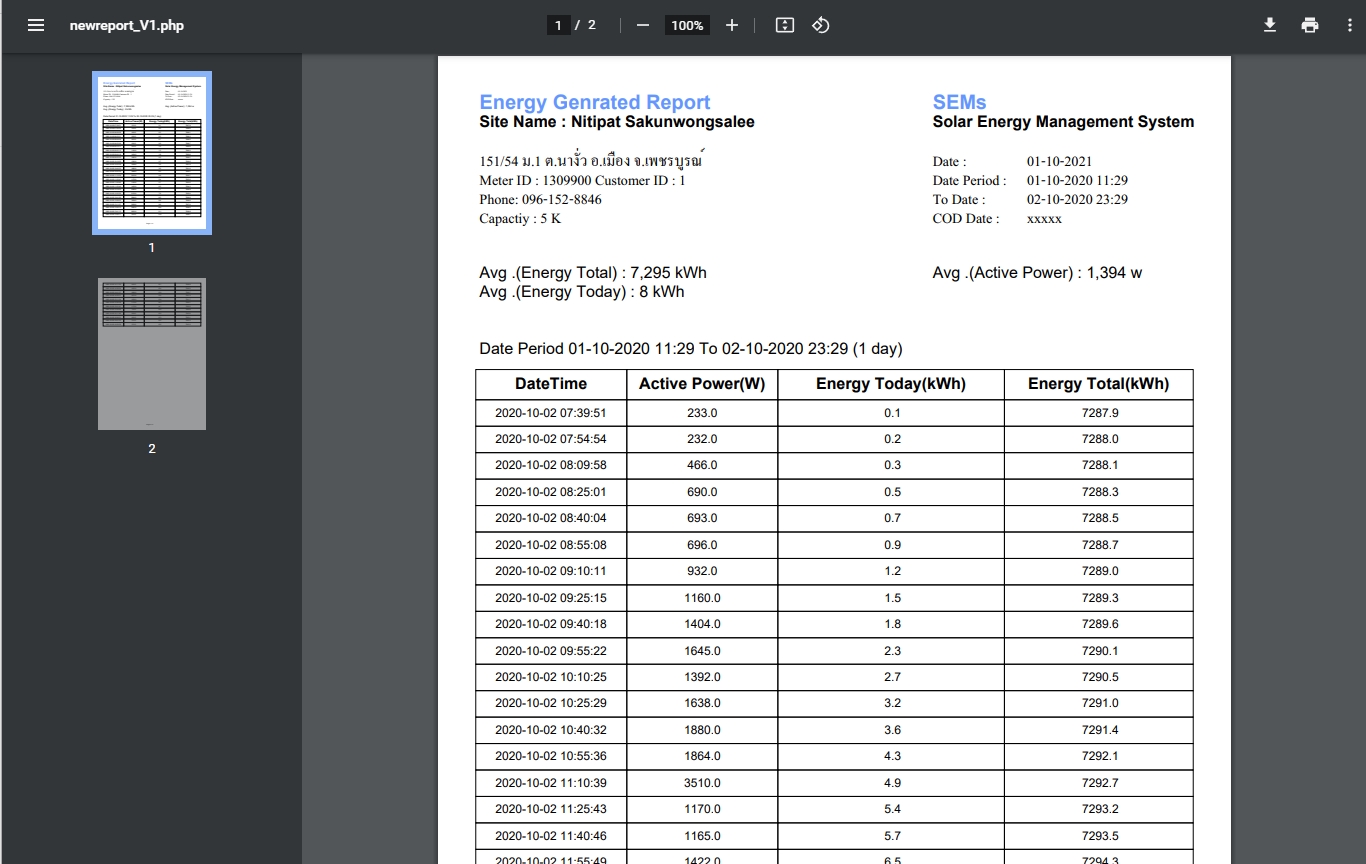 newreport_V1.php
1 / 2
100%
1
2
Energy Genrated Report
SEMs
Site Name : Nitipat Sakunwongsalee
Solar Energy Management System
151/54 ม.1 ต.นางั่ว อ.เมือง จ.เพชรบูรณ์
Date : 01-10-2021
Meter ID : 1309900 Customer ID : 1
Date Period : 01-10-2020 11:29
Phone: 096-152-8846
To Date : 02-10-2020 23:29
Capactiy : 5 K
COD Date : xxxxx
Avg .(Energy Total) : 7,295 kWh
Avg .(Active Power) : 1,394 w
Avg .(Energy Today) : 8 kWh
Date Period 01-10-2020 11:29 To 02-10-2020 23:29 (1 day)
DateTime Active Power(W) Energy Today(kWh) Energy Total(kWh)
2020-10-02 07:39:51 233.0 0.1 7287.9
2020-10-02 07:54:54 232.0 0.2 7288.0
2020-10-02 08:09:58 466.0 0.3 7288.1
2020-10-02 08:25:01 690.0 0.5 7288.3
2020-10-02 08:40:04 693.0 0.7 7288.5
2020-10-02 08:55:08 696.0 0.9 7288.7
2020-10-02 09:10:11 932.0 1.2 7289.0
2020-10-02 09:25:15 1160.0 1.5 7289.3
2020-10-02 09:40:18 1404.0 1.8 7289.6
2020-10-02 09:55:22 1645.0 2.3 7290.1
2020-10-02 10:10:25 1392.0 2.7 7290.5
2020-10-02 10:25:29 1638.0 3.2 7291.0
2020-10-02 10:40:32 1880.0 3.6 7291.4
2020-10-02 10:55:36 1864.0 4.3 7292.1
2020-10-02 11:10:39 3510.0 4.9 7292.7
2020-10-02 11:25:43 1170.0 5.4 7293.2
2020-10-02 11:40:46 1165.0 5.7 7293.5
2020-10-02 11:55:49 1422.0 6.5 7294.3